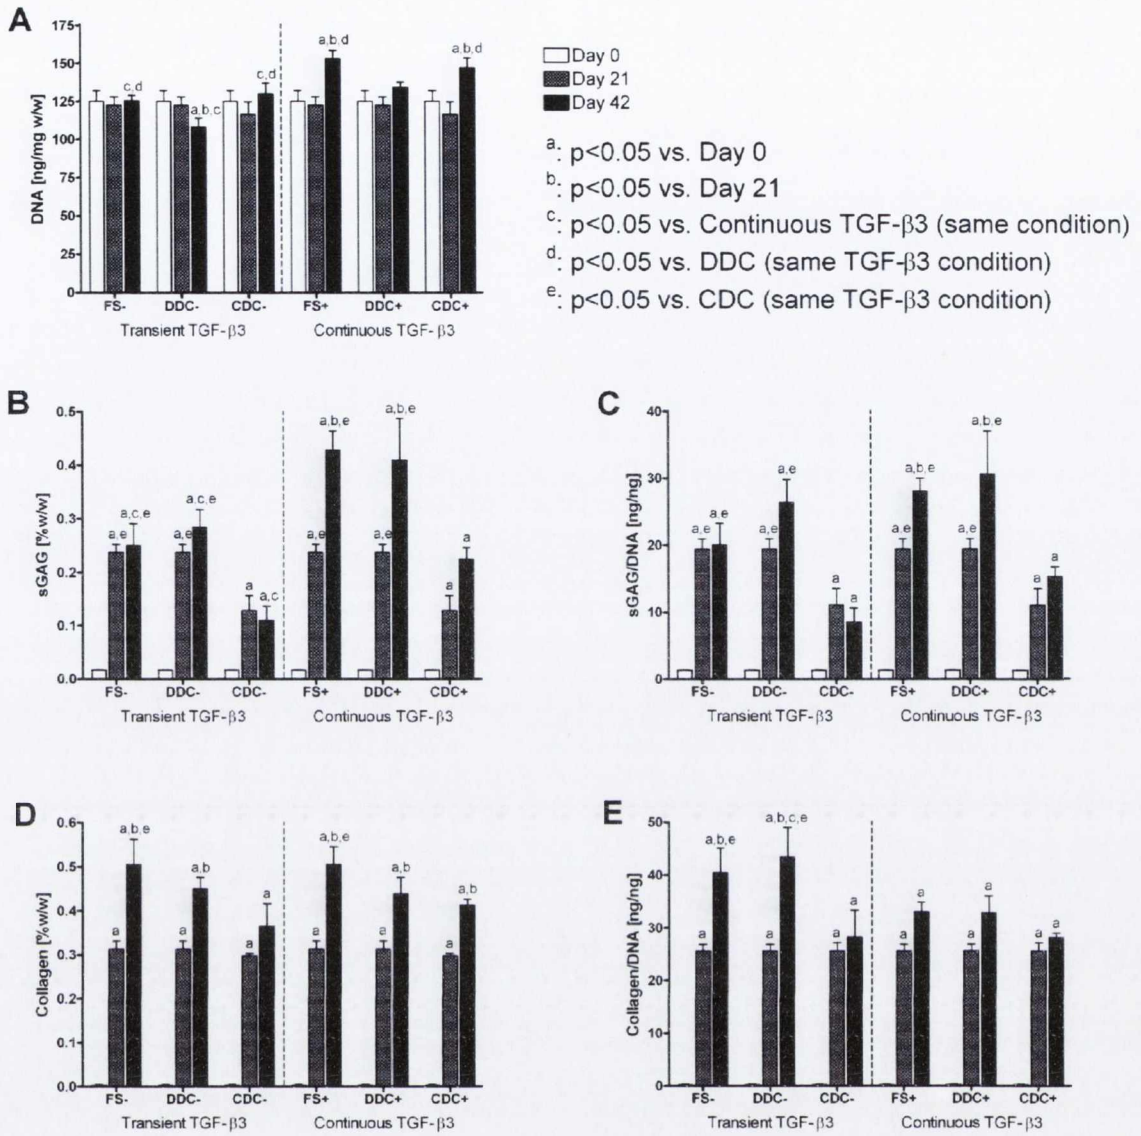 A
DNA [ng/mg w/w]
175
150
125
100
75
50
25
0
c,d
a,b,c
c,d
a,b,d
a,b,d
FS- DDC- CDC- FS+ DDC+ CDC+
Transient TGF-β3 Continuous TGF-β3
Day 0
Day 21
Day 42
a: p<0.05 vs. Day 0
b: p<0.05 vs. Day 21
c: p<0.05 vs. Continuous TGF-β3 (same condition)
d: p<0.05 vs. DDC (same TGF-β3 condition)
e: p<0.05 vs. CDC (same TGF-β3 condition)
B
sGAG [%w/w]
0.5
0.4
0.3
0.2
0.1
0.0
a,e
a,c,e
a,e
a,c,e
a
a,c
a,e
a,b,e
a,e
a,b,e
a
a
FS- DDC- CDC- FS+ DDC+ CDC+
Transient TGF-β3 Continuous TGF-β3
C
sGAG/DNA [ng/ng]
40
30
20
10
0
a,e
a,e
a,e
a,e
a
a
a,e
a,b,e
a,e
a,b,e
a
a
FS- DDC- CDC- FS+ DDC+ CDC+
Transient TGF-β3 Continuous TGF-β3
D
Collagen [%w/w]
0.6
0.5
0.4
0.3
0.2
0.1
0.0
a
a,b,e
a
a,b
a
a
a
a,b,e
a
a,b
a
a,b
FS- DDC- CDC- FS+ DDC+ CDC+
Transient TGF-β3 Continuous TGF-β3
E
Collagen/DNA [ng/ng]
50
40
30
20
10
0
a
a,b,e
a
a,b,c,e
a
a
a
a
a
a
a
a
FS- DDC- CDC- FS+ DDC+ CDC+
Transient TGF-β3 Continuous TGF-β3